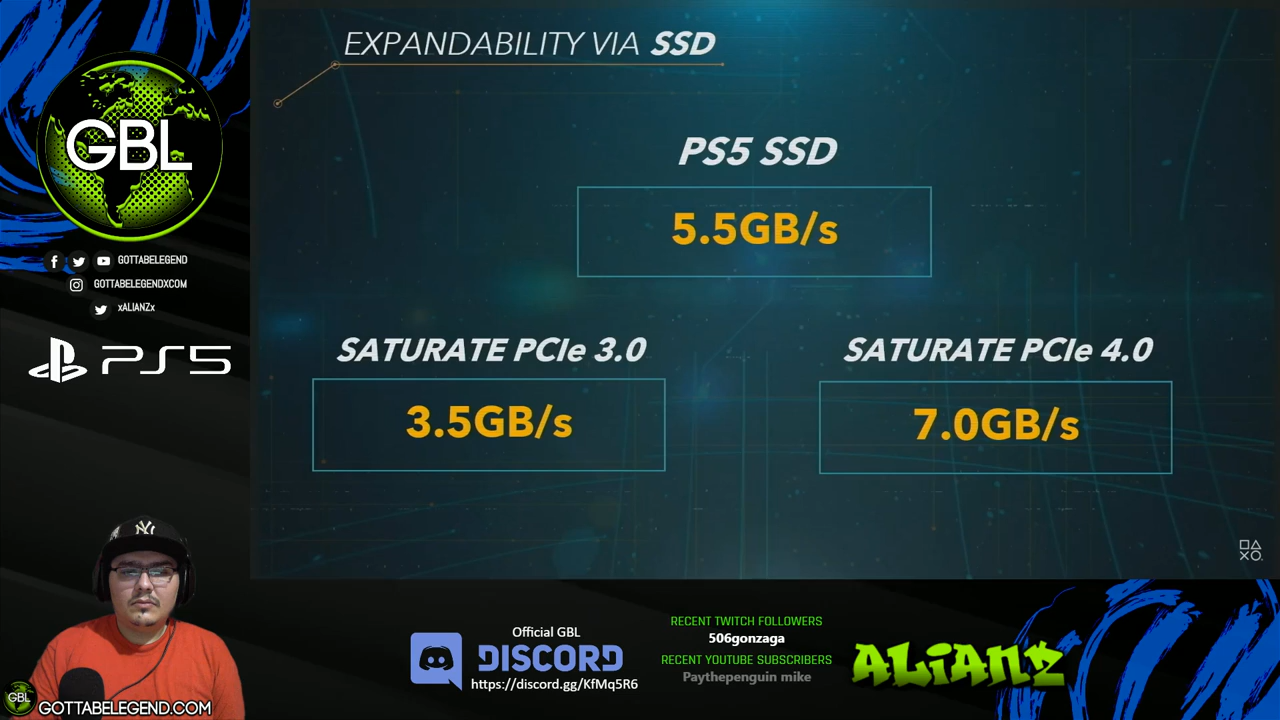 EXPANDABILITY VIA SSD
PS5 SSD
5.5GB/s
SATURATE PCIe 3.0
3.5GB/s
SATURATE PCIe 4.0
7.0GB/s
GBL
GOTTABELEGEND
GOTTABELEGENDXCOM
xALIANZx
PS5
NY
GBL
GOTTABELEGEND.COM
Official GBL
DISCORD
https://discord.gg/KfMq5R6
RECENT TWITCH FOLLOWERS
506gonzaga
RECENT YOUTUBE SUBSCRIBERS
Paythepenguin mike
ALiANZ